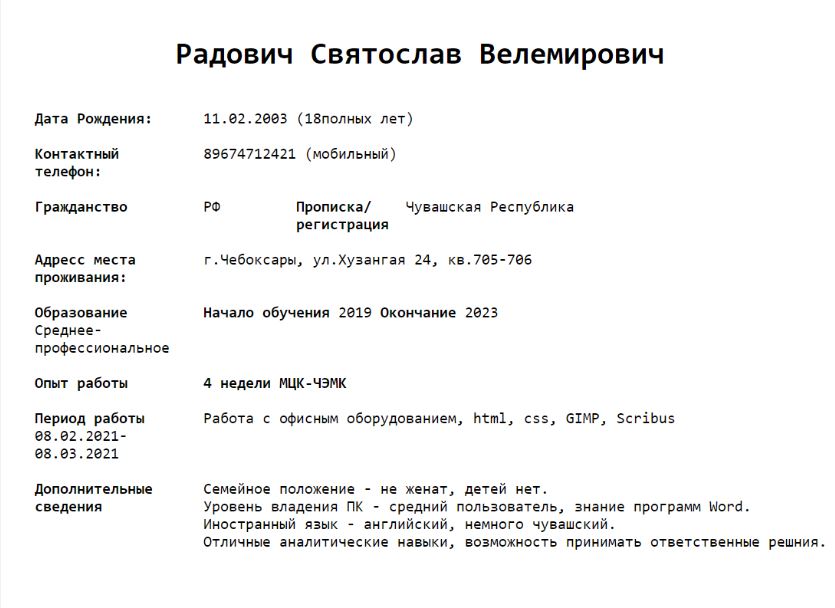 Радович Святослав Велемирович
Дата Рождения: 11.02.2003 (18полных лет)
Контактный телефон: 89674712421 (мобильный)
Гражданство РФ Прописка/регистрация Чувашская Республика
Адресс места проживания: г.Чебоксары, ул.Хузангая 24, кв.705-706
Образование Начало обучения 2019 Окончание 2023
Среднее-
профессиональное
Опыт работы 4 недели МЦК-ЧЭМК
Период работы Работа с офисным оборудованием, html, css, GIMP, Scribus
08.02.2021-
08.03.2021
Дополнительные сведения
Семейное положение - не женат, детей нет.
Уровень владения ПК - средний пользователь, знание программ Word.
Иностранный язык - английский, немного чувашский.
Отличные аналитические навыки, возможность принимать ответственные решния.